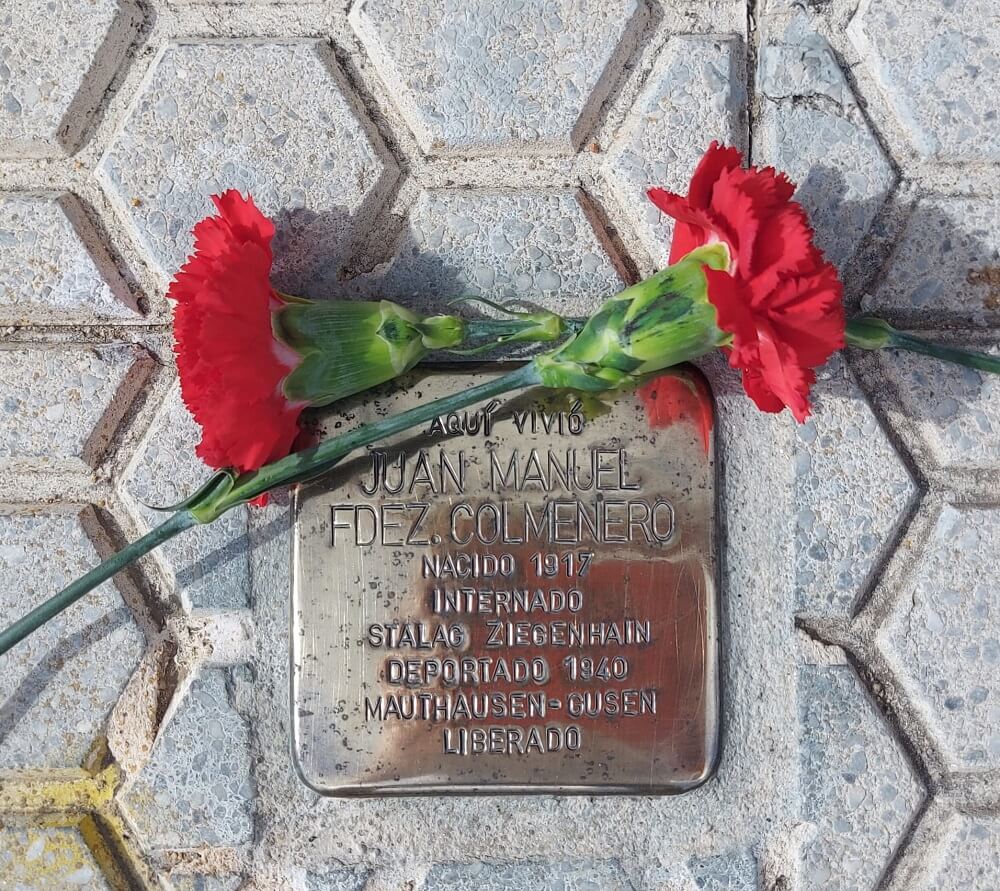 AQUÍ VIVIÓ
JUAN MANUEL
FDEZ. COLMENERO
NACIDO 1917
INTERNADO
STALAG ZIEGENHAIN
DEPORTADO 1940
MAUTHAUSEN-GUSEN
LIBERADO